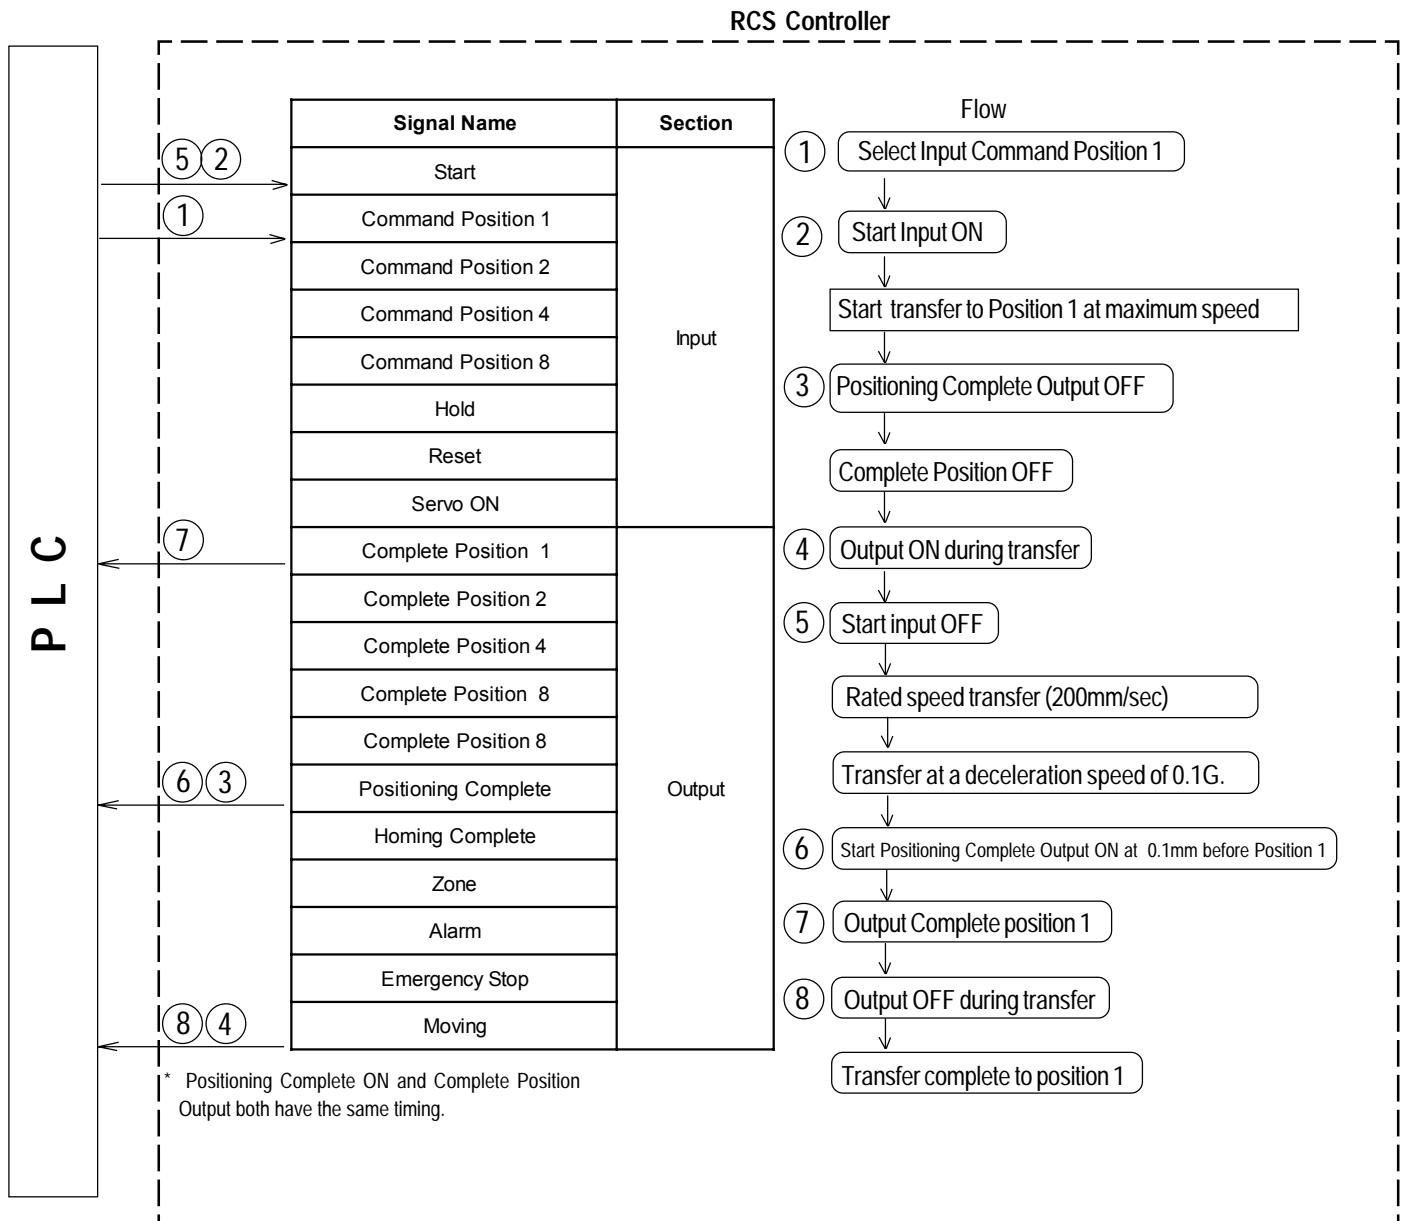 RCS Controller
PLC
Signal Name Section
Start
Command Position 1
Command Position 2
Command Position 4
Command Position 8
Hold
Reset
Servo ON
Input
Complete Position 1
Complete Position 2
Complete Position 4
Complete Position 8
Complete Position 8
Positioning Complete
Homing Complete
Zone
Alarm
Emergency Stop
Moving
Output
5 2
1
7
6 3
8 4
* Positioning Complete ON and Complete Position
Output both have the same timing.
Flow
1 Select Input Command Position 1
2 Start Input ON
Start transfer to Position 1 at maximum speed
3 Positioning Complete Output OFF
Complete Position OFF
4 Output ON during transfer
5 Start input OFF
Rated speed transfer (200mm/sec)
Transfer at a deceleration speed of 0.1G.
6 Start Positioning Complete Output ON at 0.1mm before Position 1
7 Output Complete position 1
8 Output OFF during transfer
Transfer complete to position 1